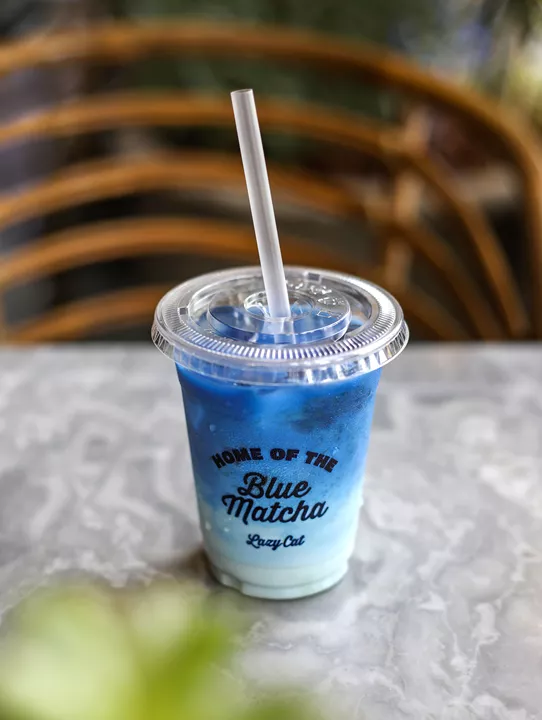 HOME OF THE
Blue
Matcha
Lazy Cat